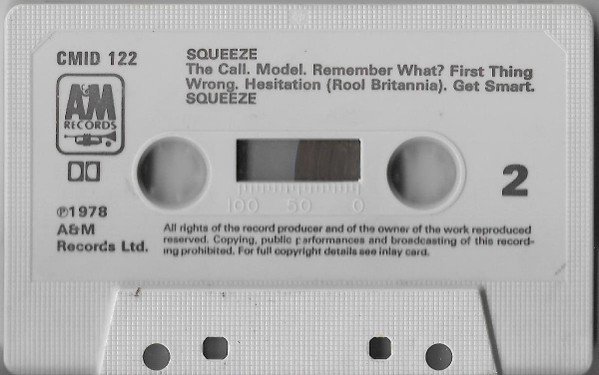 CMID 122
SQUEEZE
The Call. Model. Remember What? First Thing
Wrong. Hesitation (Rool Britannia). Get Smart.
SQUEEZE
A&M
RECORDS
2
100 50 0
℗1978
A&M
Records Ltd.
All rights of the record producer and of the owner of the work reproduced
reserved. Copying, public parformances and broadcasting of this record-
ing prohibited. For full copyright details see inlay card.